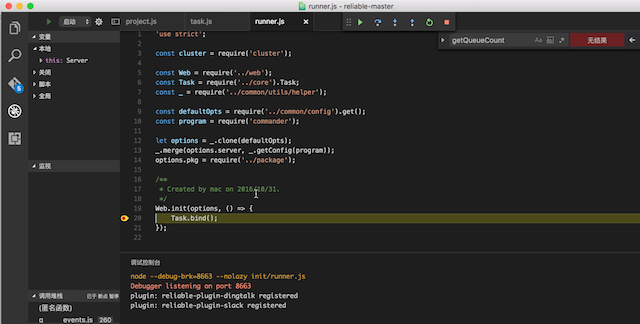 runner.js - reliable-master
启动
project.js
task.js
runner.js
getQueueCount
Aa
无结果
变量
本地
this: Server
关闭
脚本
全局
监视
调用堆栈
已于 断点 暂停
(匿名函数)
a
events.js
260
1
'use strict';
2
3
const cluster = require('cluster');
4
5
const Web = require('../web');
6
const Task = require('../core').Task;
7
const _ = require('../common/utils/helper');
8
9
const defaultOpts = require('../common/config').get();
10
const program = require('commander');
11
12
let options = _.clone(defaultOpts);
13
_.merge(options.server, _.getConfig(program));
14
options.pkg = require('../package');
15
16
/**
17
* Created by mac on 2016/10/31.
18
*/
19
Web.init(options, () => {
20
Task.bind();
21
});
调试控制台
node --debug-brk=8663 --nolazy init/runner.js
Debugger listening on port 8663
plugin: reliable-plugin-dingtalk registered
plugin: reliable-plugin-slack registered